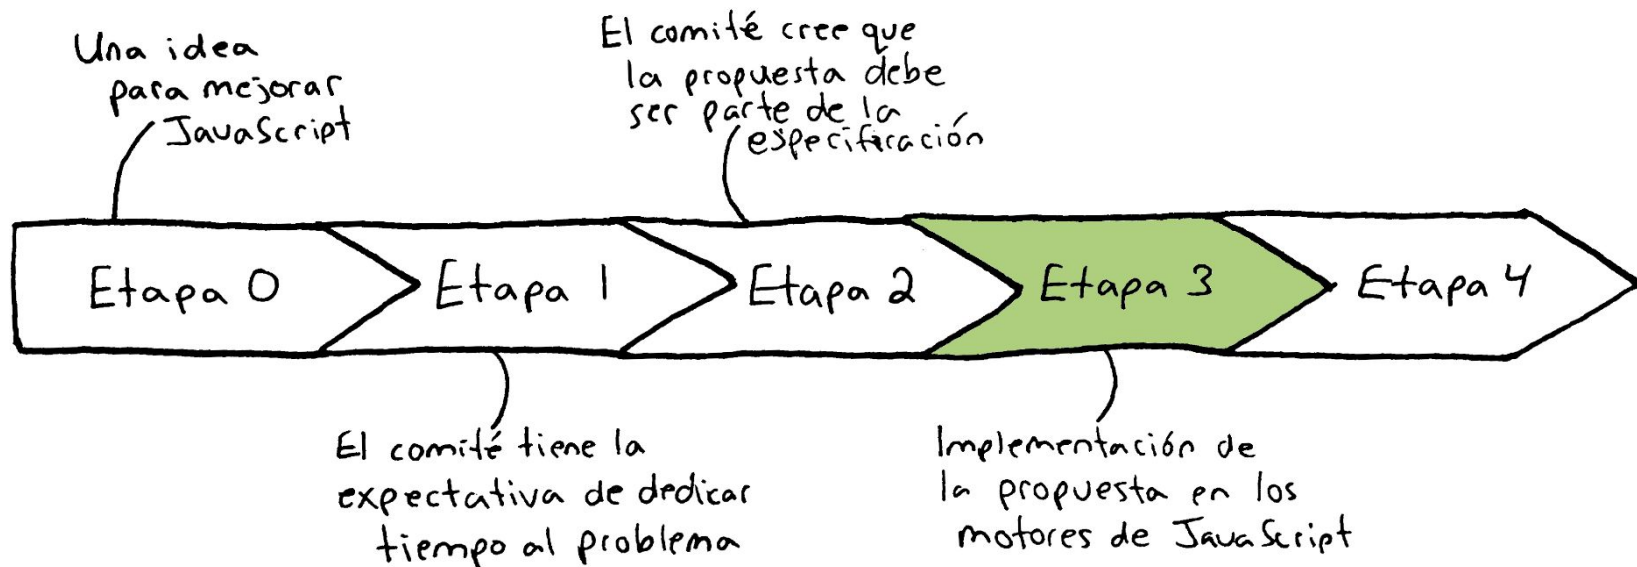 Una idea
para mejorar
JavaScript
El comité cree que
la propuesta debe
ser parte de la
especificación
Etapa 0
Etapa 1
Etapa 2
Etapa 3
Etapa 4
El comité tiene la
expectativa de dedicar
tiempo al problema
Implementación de
la propuesta en los
motores de JavaScript